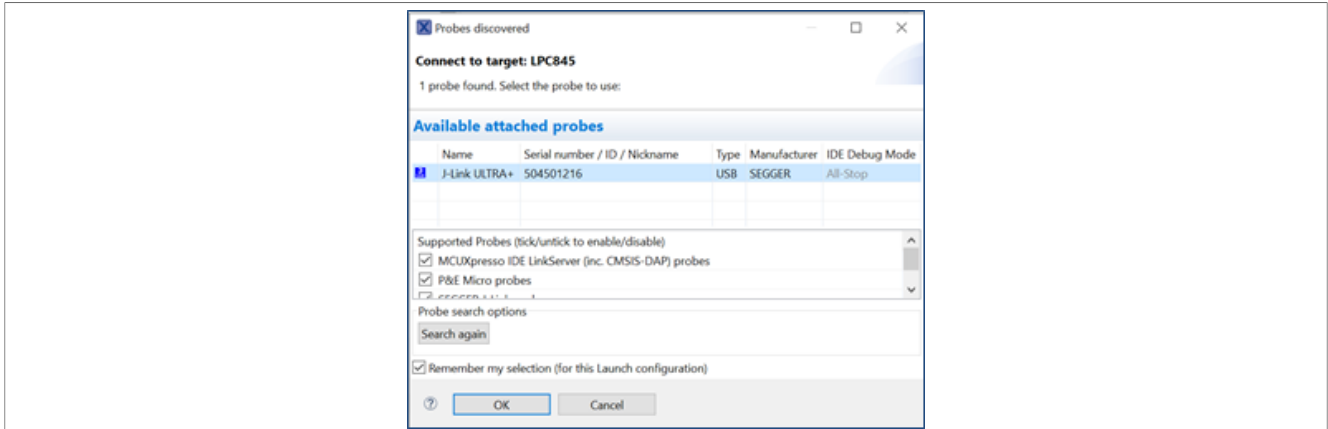 Probes discovered
Connect to target: LPC845
1 probe found. Select the probe to use:
Available attached probes
Name Serial number / ID / Nickname Type Manufacturer IDE Debug Mode
J-Link ULTRA+ 504501216 USB SEGGER All-Stop
Supported Probes (tick/untick to enable/disable)
MCUXpresso IDE LinkServer (inc. CMSIS-DAP) probes
P&E Micro probes
Probe search options
Search again
Remember my selection (for this Launch configuration)
OK Cancel